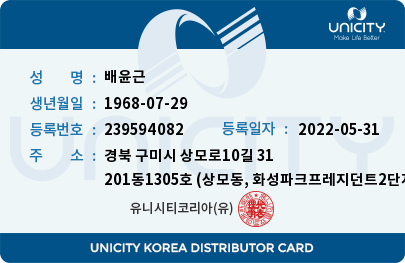 UNICITY
Make Life Better
성 명 : 배윤근
생년월일 : 1968-07-29
등록번호 : 239594082 등록일자 : 2022-05-31
주 소 : 경북 구미시 상모로10길 31
201동1305호 (상모동, 화성파크프레지던트2단지
유니시티코리아(유)
UNICITY
UNICITY KOREA DISTRIBUTOR CARD